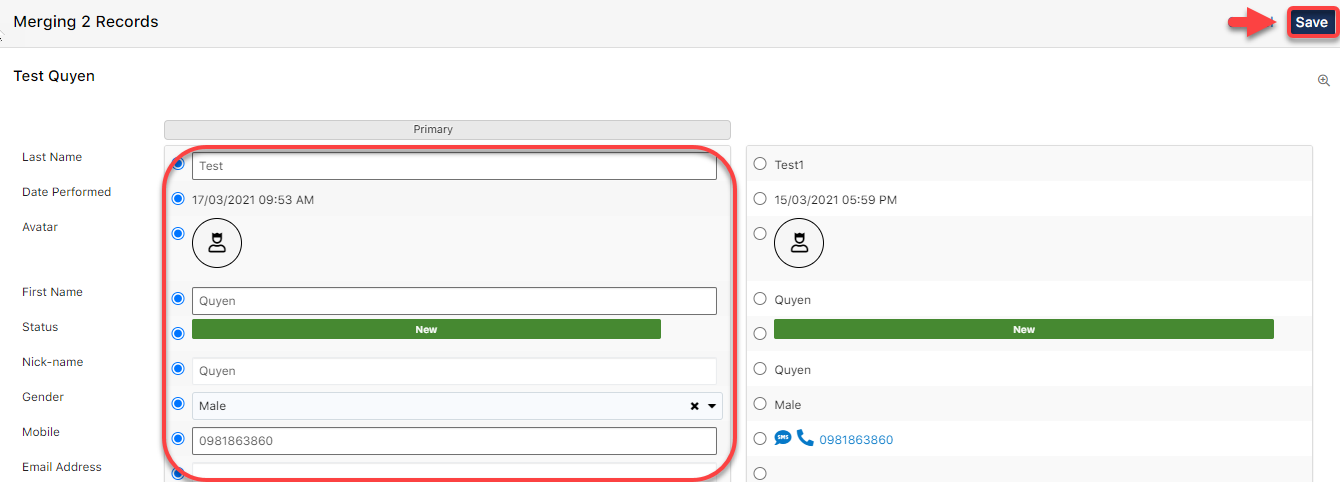 Merging 2 Records
Save
Test Quyen
Primary
Last Name
Test
Test1
Date Performed
17/03/2021 09:53 AM
15/03/2021 05:59 PM
Avatar
First Name
Quyen
Quyen
Status
New
New
Nick-name
Quyen
Quyen
Gender
Male
Male
Mobile
0981863860
SMS
0981863860
Email Address